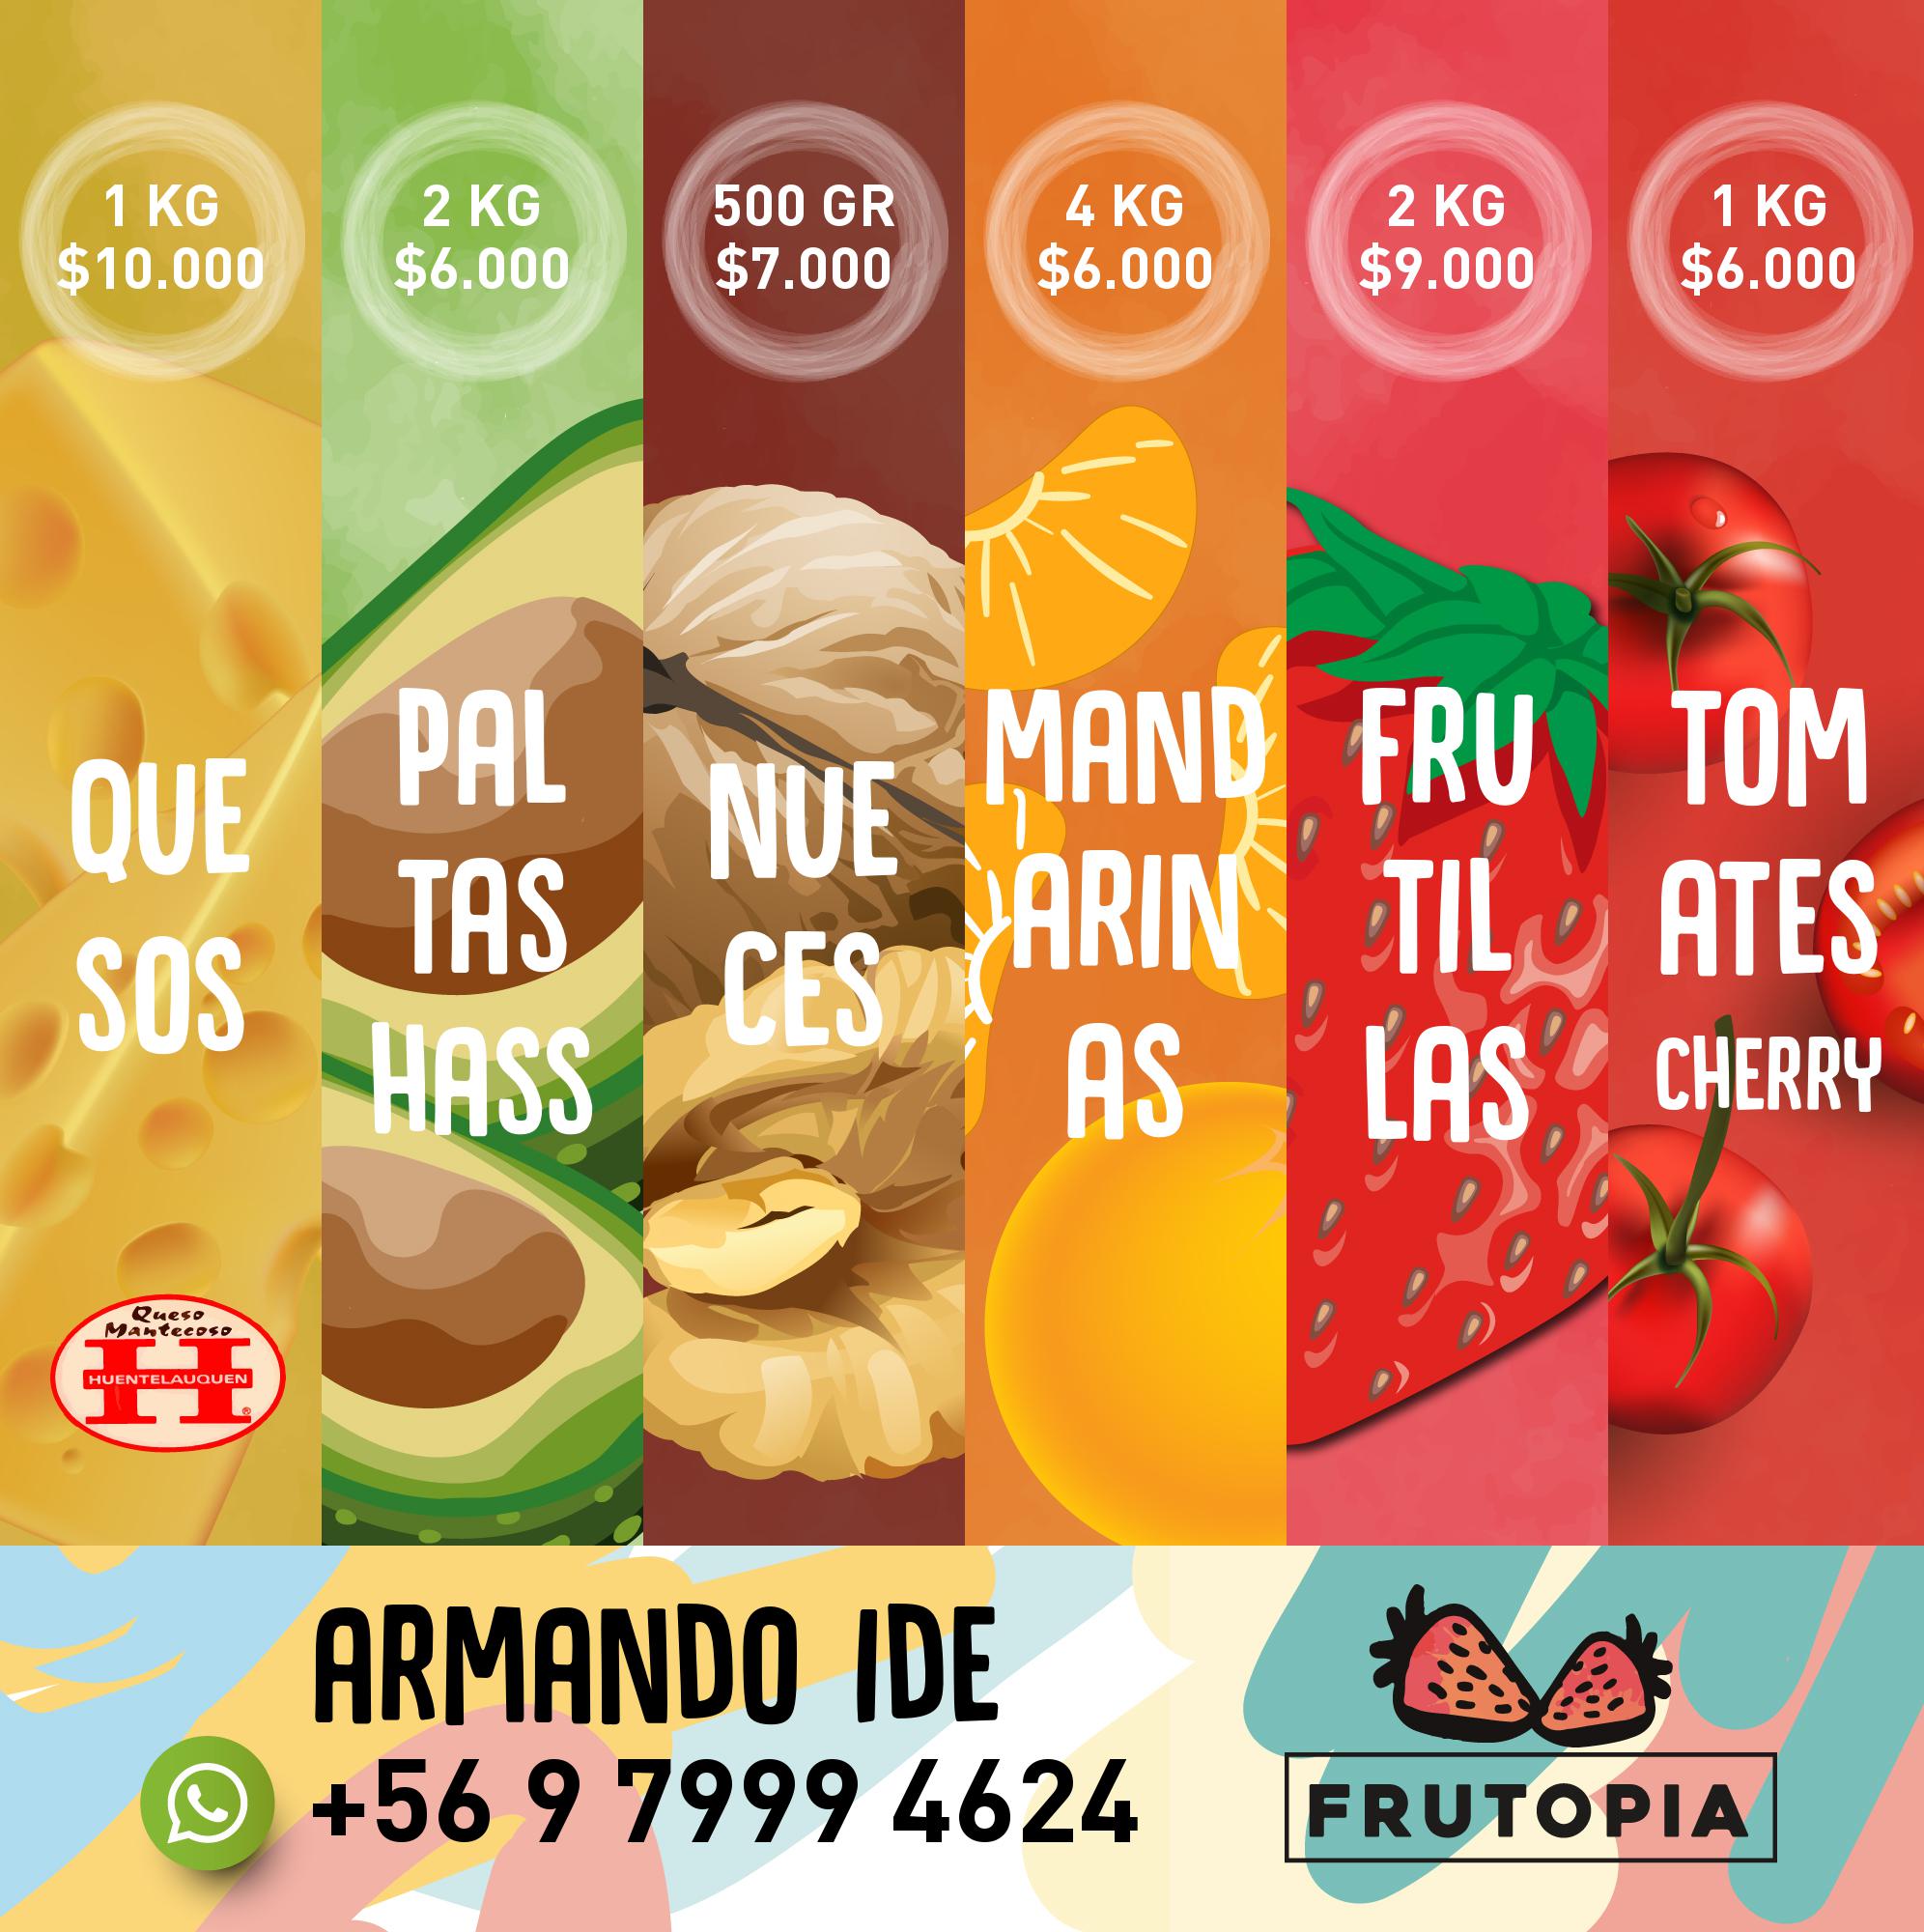 1 KG
$10.000
QUE
SOS
Queso
Mantecoso
H
HUENTELAUQUEN
®
2 KG
$6.000
PAL
TAS
HASS
500 GR
$7.000
NUE
CES
4 KG
$6.000
MAND
ARIN
AS
2 KG
$9.000
FRU
TIL
LAS
1 KG
$6.000
TOM
ATES
CHERRY
ARMANDO IDE
+56 9 7999 4624
FRUTOPIA